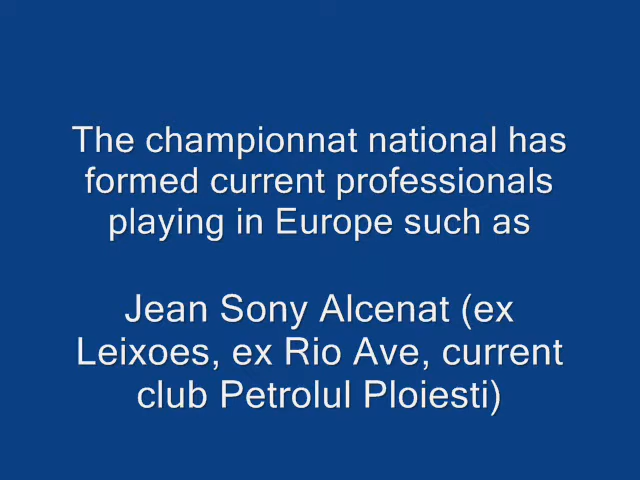 The championnat national has
formed current professionals
playing in Europe such as
Jean Sony Alcenat (ex
Leixoes, ex Rio Ave, current
club Petrolul Ploiesti)